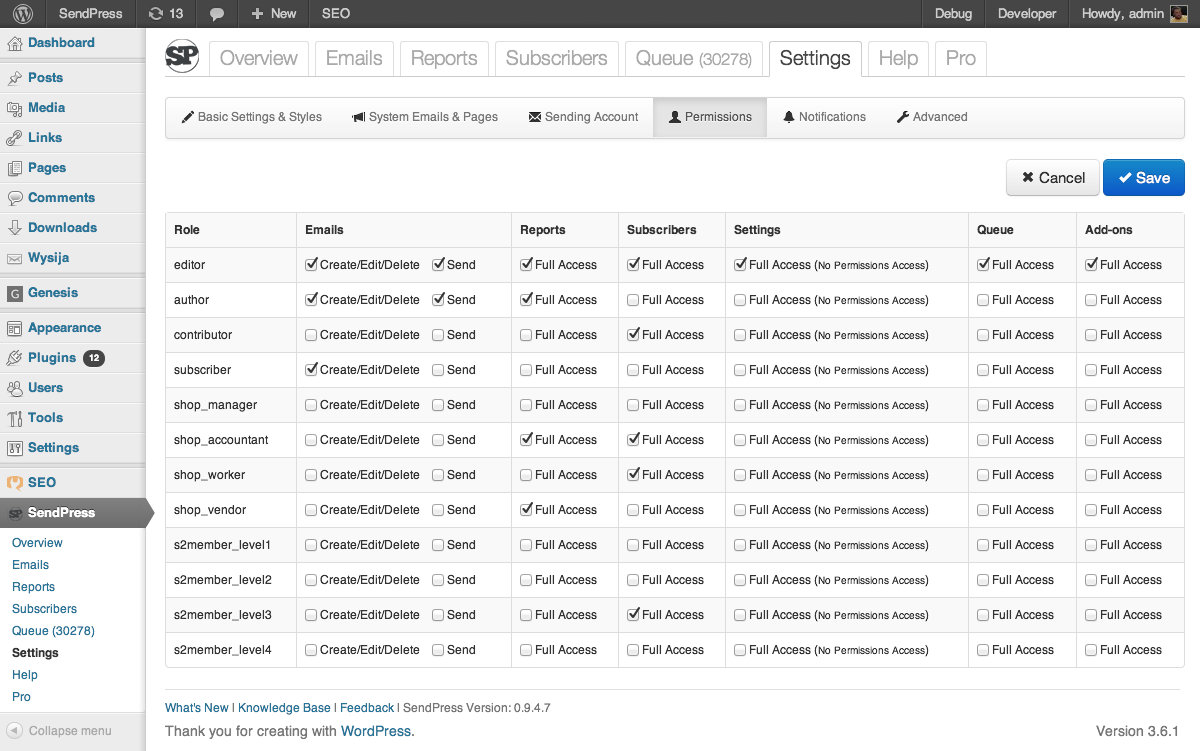 SendPress 13 + New SEO Debug Developer Howdy, admin
Dashboard
Posts
Media
Links
Pages
Comments
Downloads
Wysija
G Genesis
Appearance
Plugins 12
Users
Tools
Settings
SEO
SP SendPress
Overview
Emails
Reports
Subscribers
Queue (30278)
Settings
Help
Pro
Collapse menu
SP Overview Emails Reports Subscribers Queue (30278) Settings Help Pro
Basic Settings & Styles System Emails & Pages Sending Account Permissions Notifications Advanced
Cancel Save
Role Emails Reports Subscribers Settings Queue Add-ons
editor Create/Edit/Delete Send Full Access Full Access Full Access (No Permissions Access) Full Access Full Access
author Create/Edit/Delete Send Full Access Full Access Full Access (No Permissions Access) Full Access Full Access
contributor Create/Edit/Delete Send Full Access Full Access Full Access (No Permissions Access) Full Access Full Access
subscriber Create/Edit/Delete Send Full Access Full Access Full Access (No Permissions Access) Full Access Full Access
shop_manager Create/Edit/Delete Send Full Access Full Access Full Access (No Permissions Access) Full Access Full Access
shop_accountant Create/Edit/Delete Send Full Access Full Access Full Access (No Permissions Access) Full Access Full Access
shop_worker Create/Edit/Delete Send Full Access Full Access Full Access (No Permissions Access) Full Access Full Access
shop_vendor Create/Edit/Delete Send Full Access Full Access Full Access (No Permissions Access) Full Access Full Access
s2member_level1 Create/Edit/Delete Send Full Access Full Access Full Access (No Permissions Access) Full Access Full Access
s2member_level2 Create/Edit/Delete Send Full Access Full Access Full Access (No Permissions Access) Full Access Full Access
s2member_level3 Create/Edit/Delete Send Full Access Full Access Full Access (No Permissions Access) Full Access Full Access
s2member_level4 Create/Edit/Delete Send Full Access Full Access Full Access (No Permissions Access) Full Access Full Access
What's New | Knowledge Base | Feedback | SendPress Version: 0.9.4.7
Thank you for creating with WordPress. Version 3.6.1